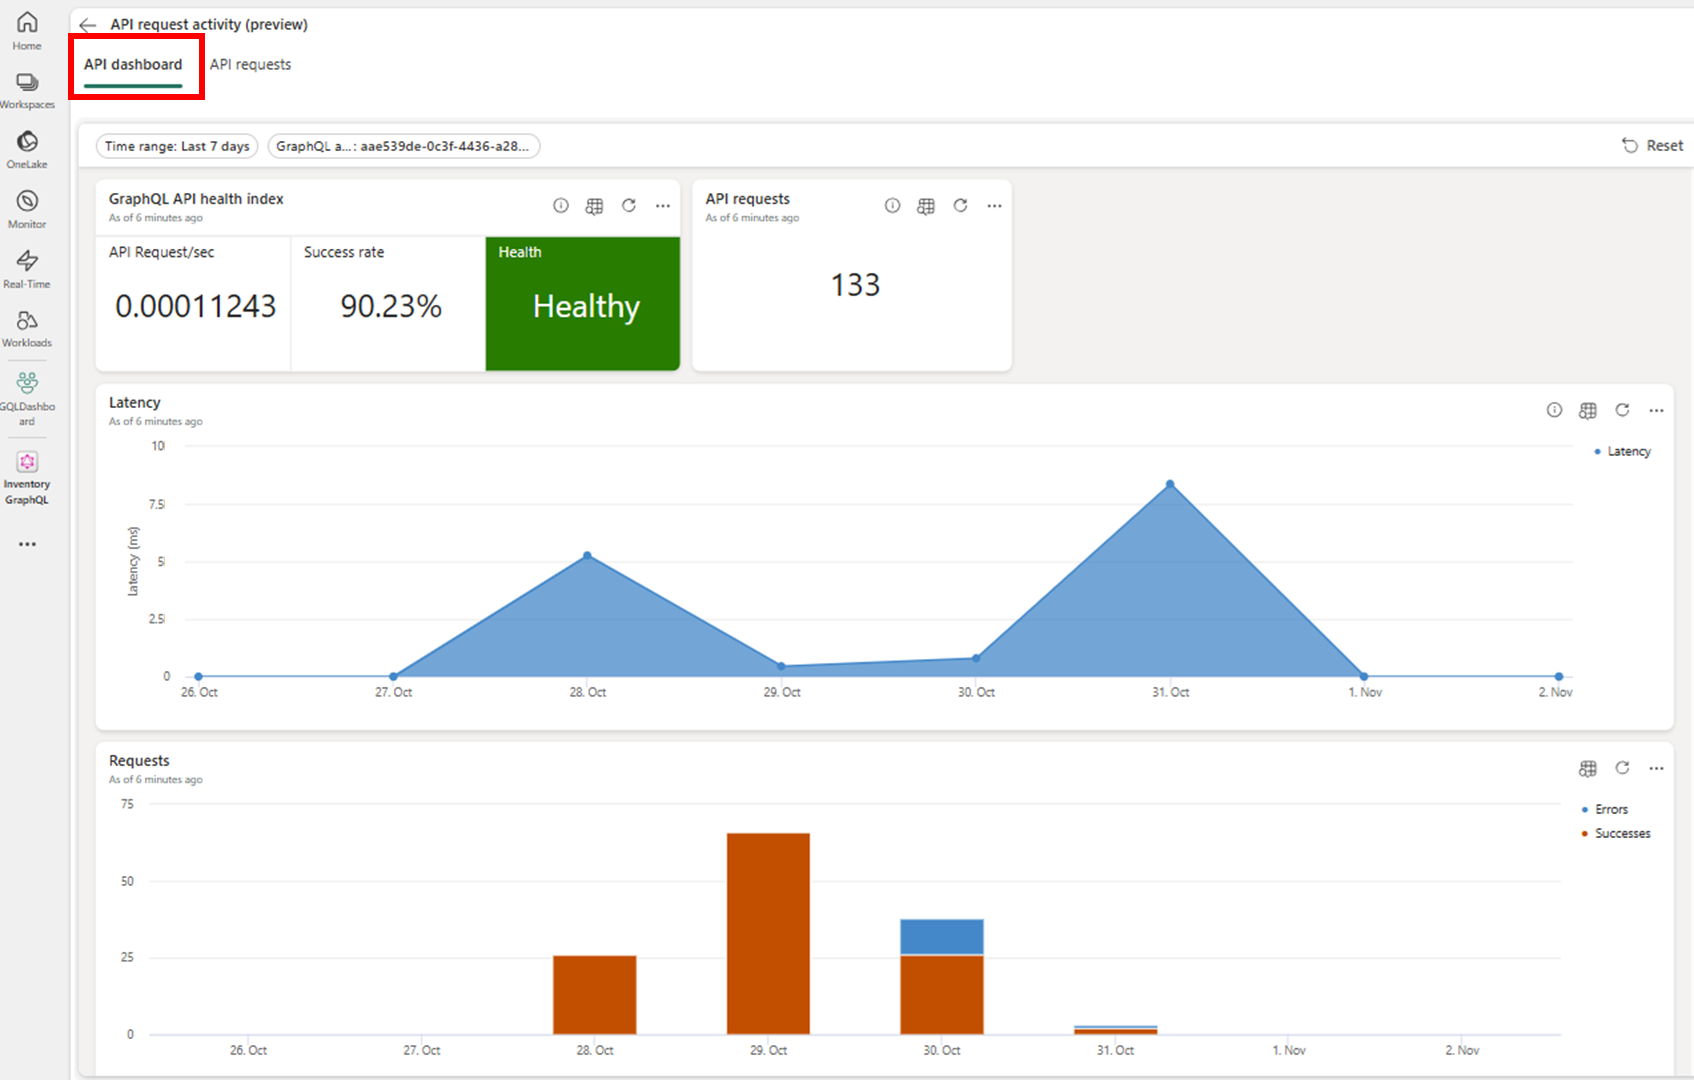 Home
Workspaces
OneLake
Monitor
Real-Time
Workloads
GQLDashbo
ard
Inventory
GraphQL
API request activity (preview)
API dashboard
API requests
Time range: Last 7 days
GraphQL a...: aae539de-0c3f-4436-a28...
Reset
GraphQL API health index
As of 6 minutes ago
API Request/sec
0.00011243
Success rate
90.23%
Health
Healthy
API requests
As of 6 minutes ago
133
Latency
As of 6 minutes ago
Latency (ms)
10
7.5
5
2.5
0
26. Oct
27. Oct
28. Oct
29. Oct
30. Oct
31. Oct
1. Nov
2. Nov
Latency
Requests
As of 6 minutes ago
75
50
25
0
26. Oct
27. Oct
28. Oct
29. Oct
30. Oct
31. Oct
1. Nov
2. Nov
Errors
Successes